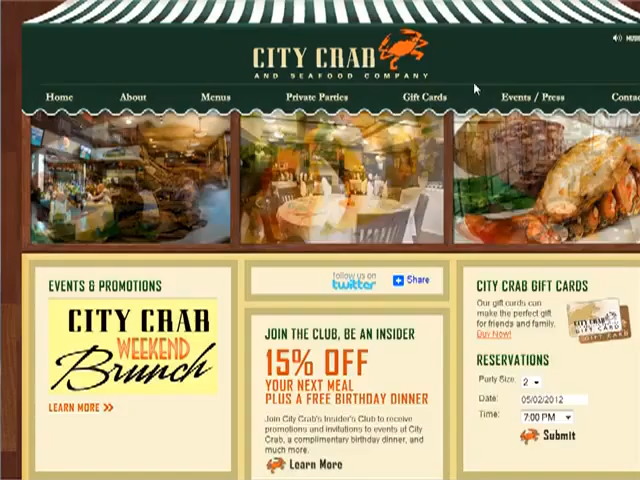 CITY CRAB
AND SEAFOOD COMPANY
Home
About
Menus
Private Parties
Gift Cards
Events / Press
EVENTS & PROMOTIONS
CITY CRAB
WEEKEND
Brunch
LEARN MORE
follow us on
twitter
Share
JOIN THE CLUB, BE AN INSIDER
15% OFF
YOUR NEXT MEAL
PLUS A FREE BIRTHDAY DINNER
Join City Crab's Insider's Club to receive
promotions and invitations to events at City
Crab, a complimentary birthday dinner, and
much more.
Learn More
CITY CRAB GIFT CARDS
Our gift cards can
make the perfect gift
for friends and family.
Buy Now!
CITY CRAB
GIFT CARD
RESERVATIONS
Party Size:
2
Date:
05/02/2012
Time:
7:00 PM
Submit